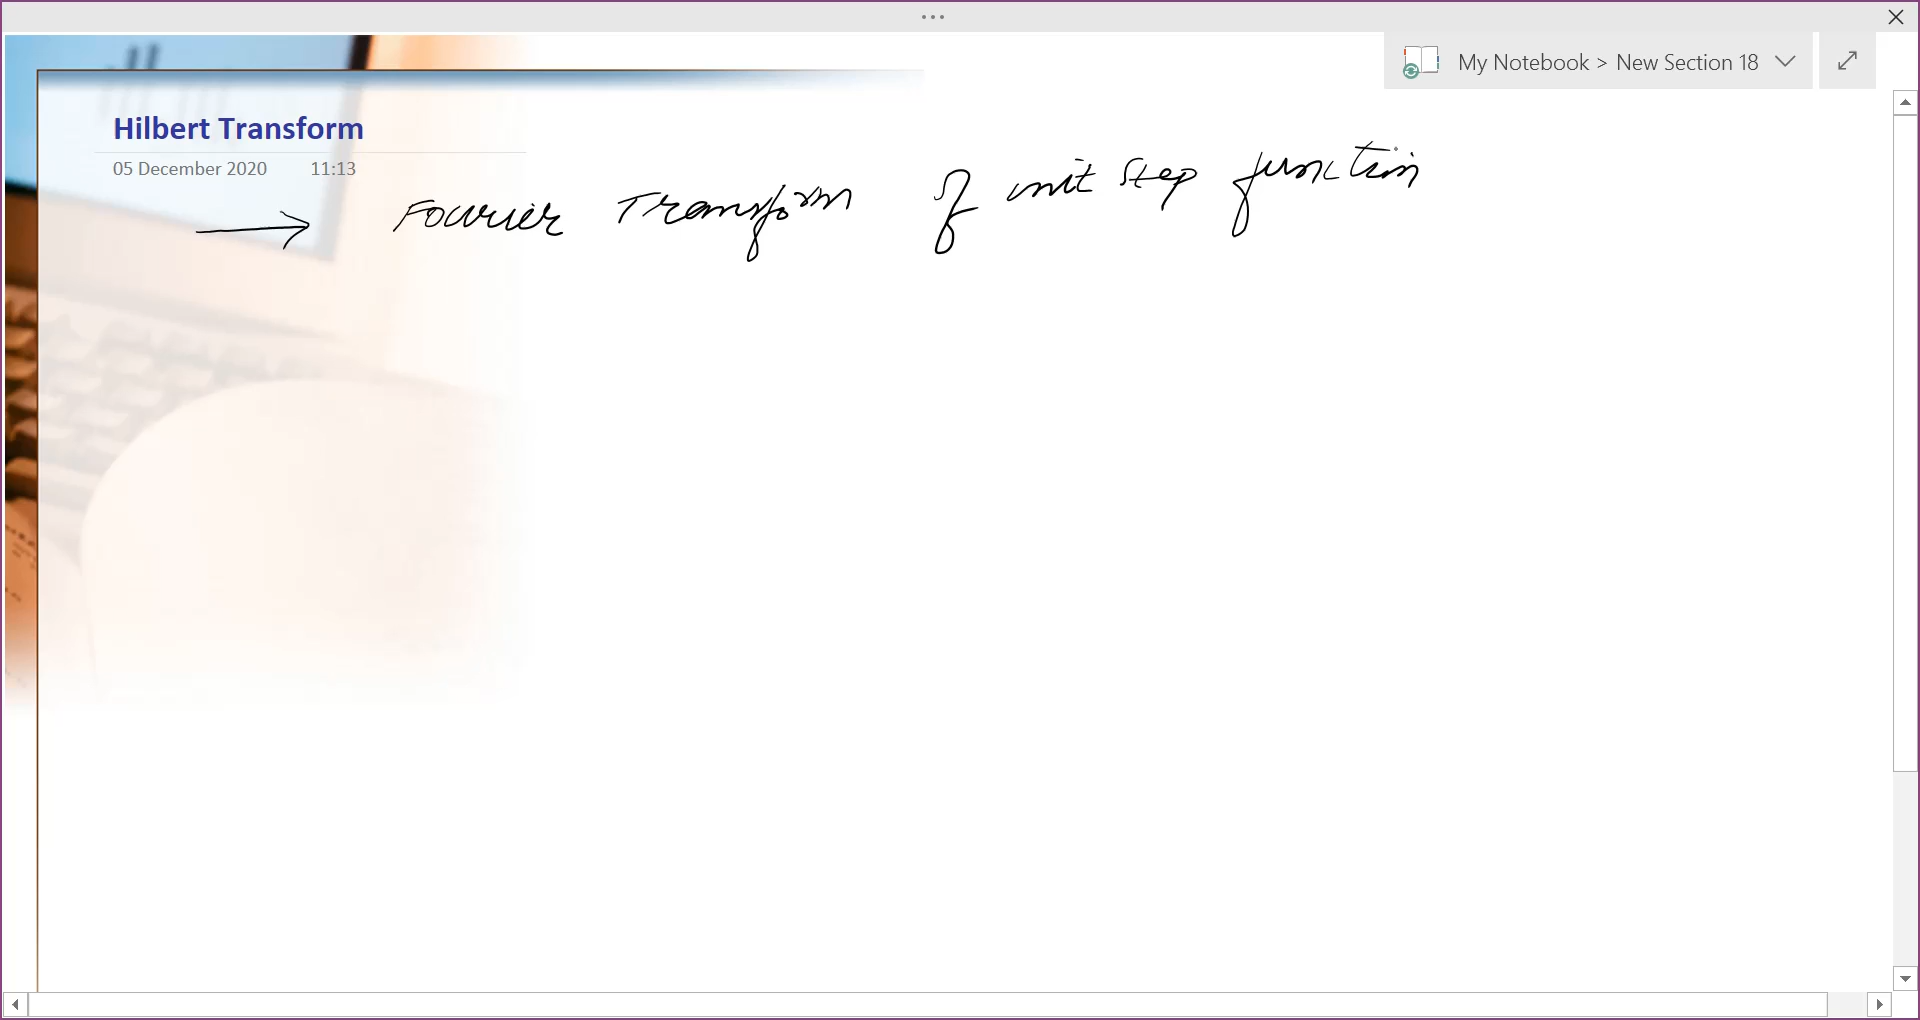 My Notebook > New Section 18
Hilbert Transform
05 December 2020 11:13
→ Fourier Transform of unit step function